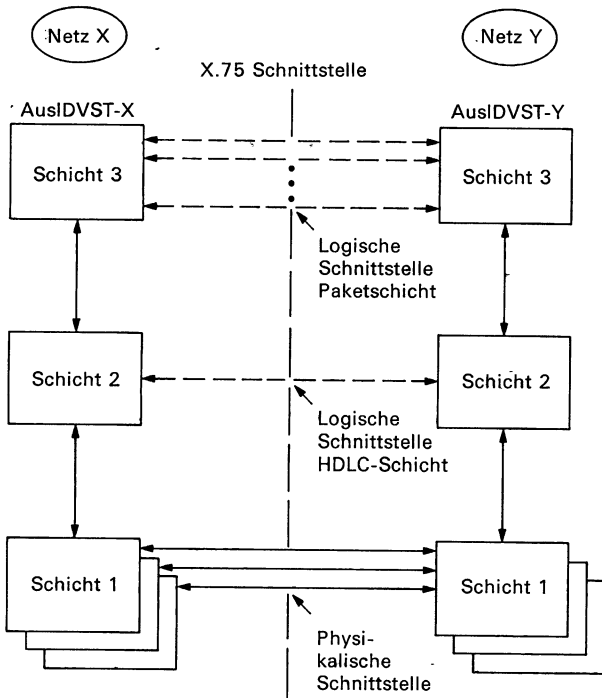 Netz X
Netz Y
X.75 Schnittstelle
AuslDVST-X
AuslDVST-Y
Schicht 3
Schicht 3
Logische
Schnittstelle
Paketschicht
Schicht 2
Schicht 2
Logische
Schnittstelle
HDLC-Schicht
Schicht 1
Schicht 1
Physi-
kalische
Schnittstelle